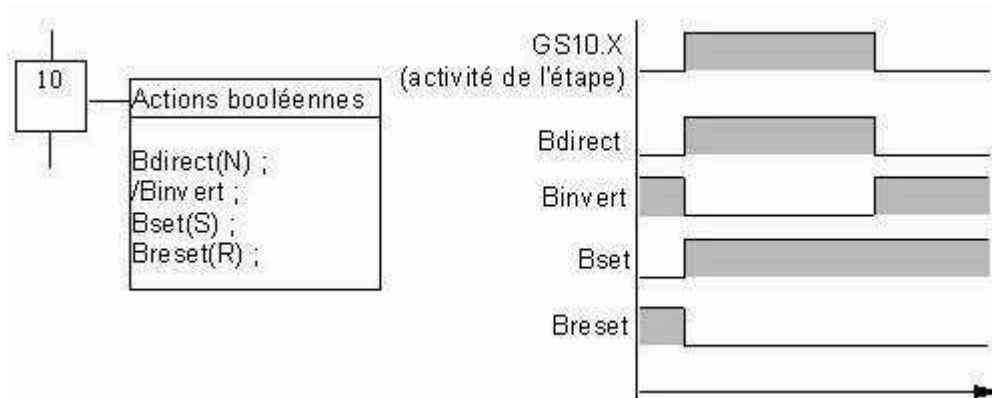 10
Actions booléennes
Bdirect(N) ;
/Binvert ;
Bset(S) ;
Breset(R) ;
GS10.X
(activité de l'étape)
Bdirect
Binvert
Bset
Breset